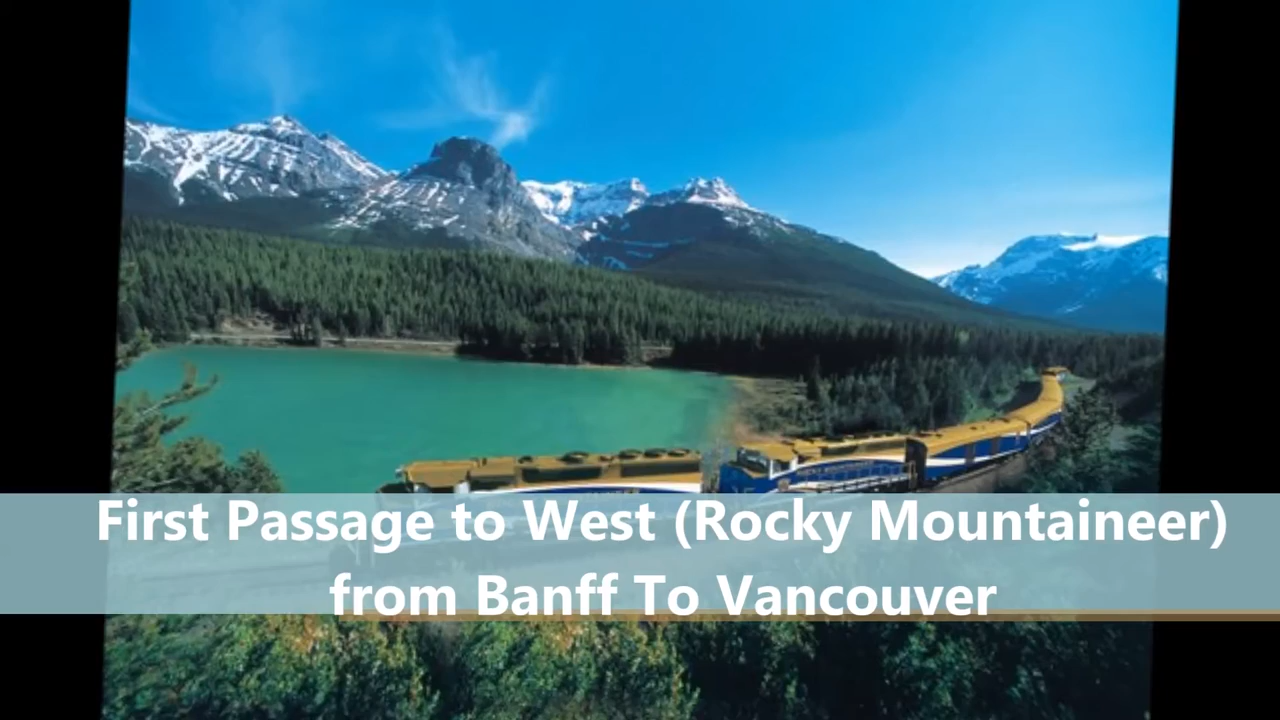 First Passage to West (Rocky Mountaineer)
from Banff To Vancouver